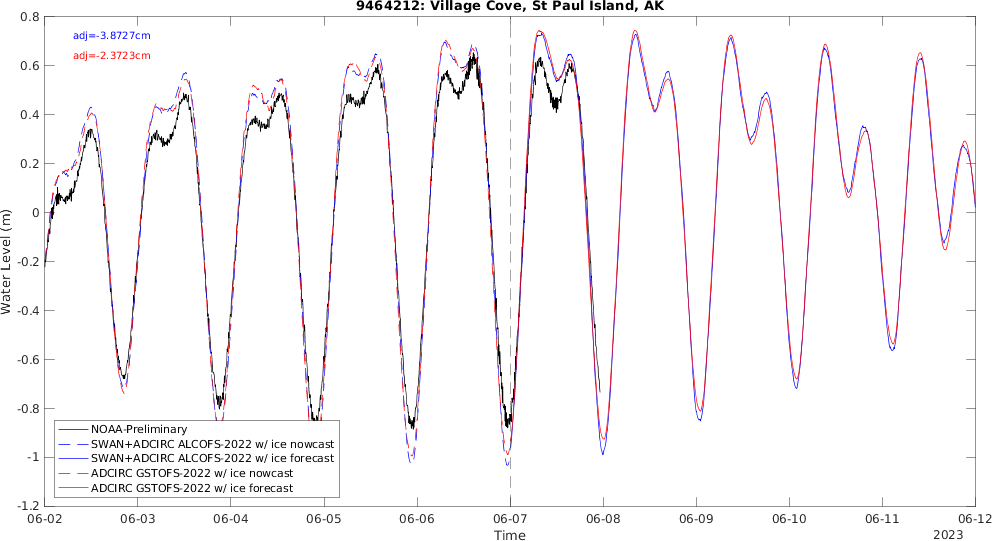 9464212: Village Cove, St Paul Island, AK
adj=-3.8727cm
adj=-2.3723cm
Water Level (m)
0.8
0.6
0.4
0.2
0
-0.2
-0.4
-0.6
-0.8
-1
-1.2
NOAA-Preliminary
SWAN+ADCIRC ALCOFS-2022 w/ ice nowcast
SWAN+ADCIRC ALCOFS-2022 w/ ice forecast
ADCIRC GSTOFS-2022 w/ ice nowcast
ADCIRC GSTOFS-2022 w/ ice forecast
06-02 06-03 06-04 06-05 06-06 06-07 06-08 06-09 06-10 06-11 06-12
Time
2023